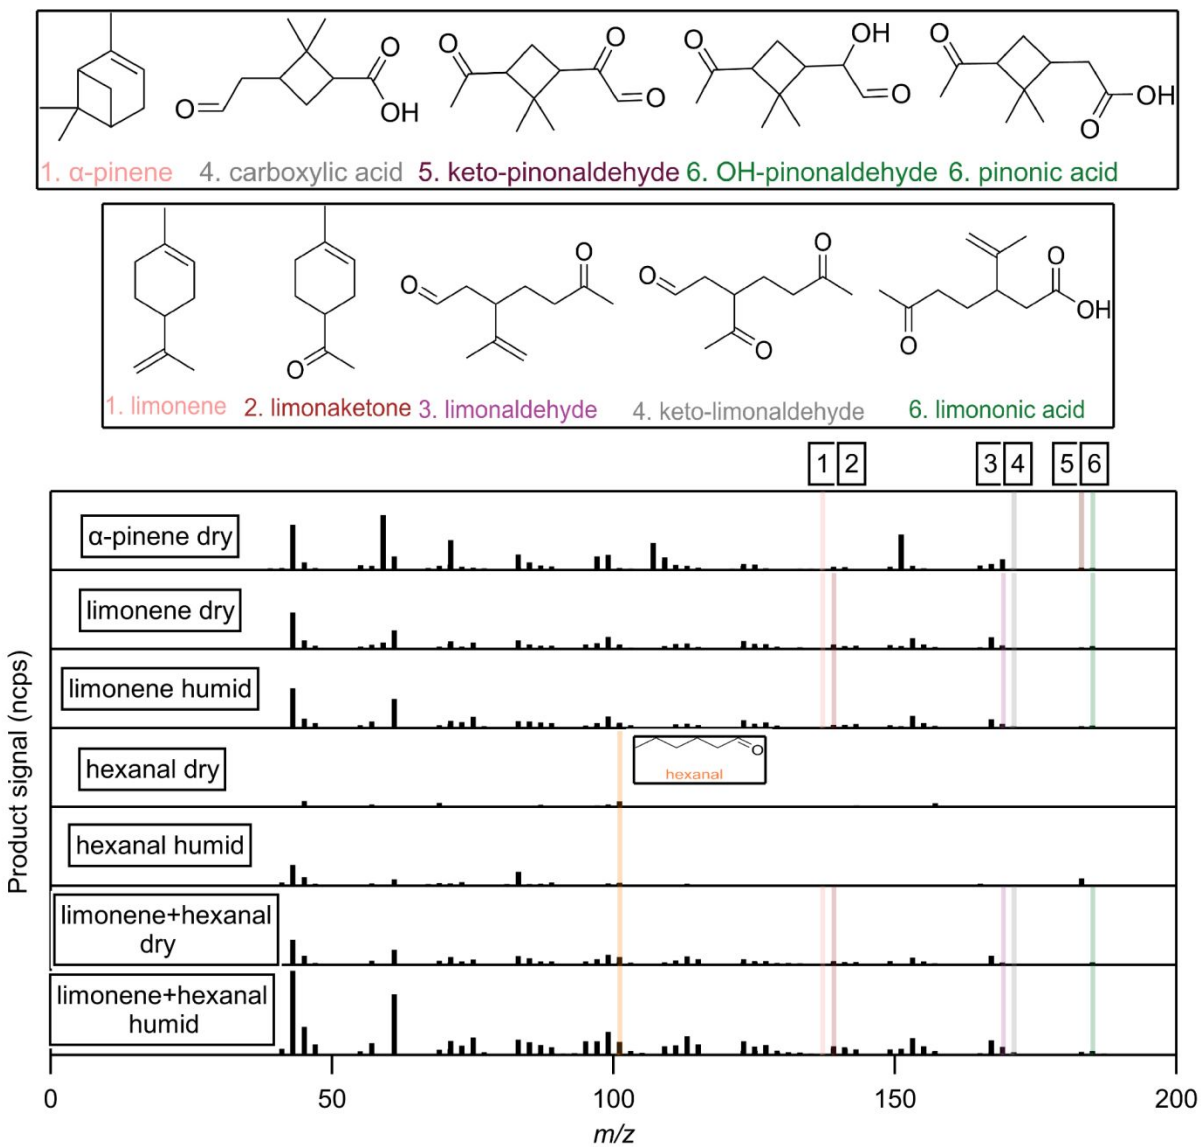 O O O OH O
O OH O O O OH O
1. α-pinene 4. carboxylic acid 5. keto-pinonaldehyde 6. OH-pinonaldehyde 6. pinonic acid
O O O O O
O O O OH
1. limonene 2. limonaketone 3. limonaldehyde 4. keto-limonaldehyde 6. limononic acid
1 2 3 4 5 6
α-pinene dry
limonene dry
limonene humid
O
hexanal
hexanal dry
hexanal humid
limonene+hexanal
dry
limonene+hexanal
humid
Product signal (ncps)
0 50 100 150 200
m/z